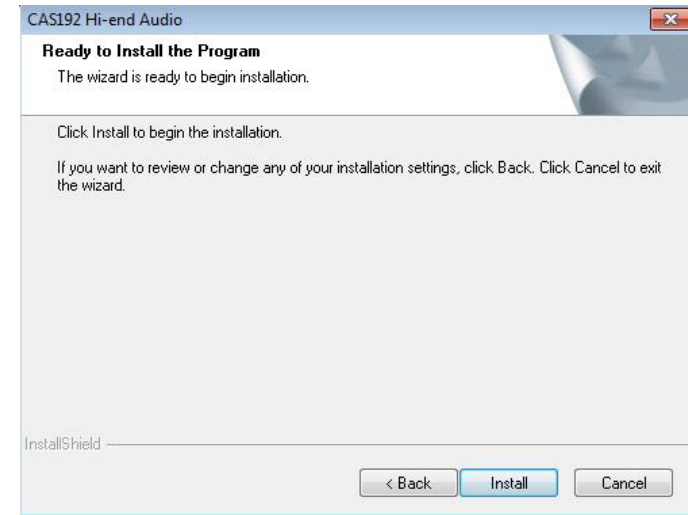 CAS192 Hi-end Audio
Ready to Install the Program
The wizard is ready to begin installation.
Click Install to begin the installation.
If you want to review or change any of your installation settings, click Back. Click Cancel to exit
the wizard.
InstallShield
< Back Install Cancel